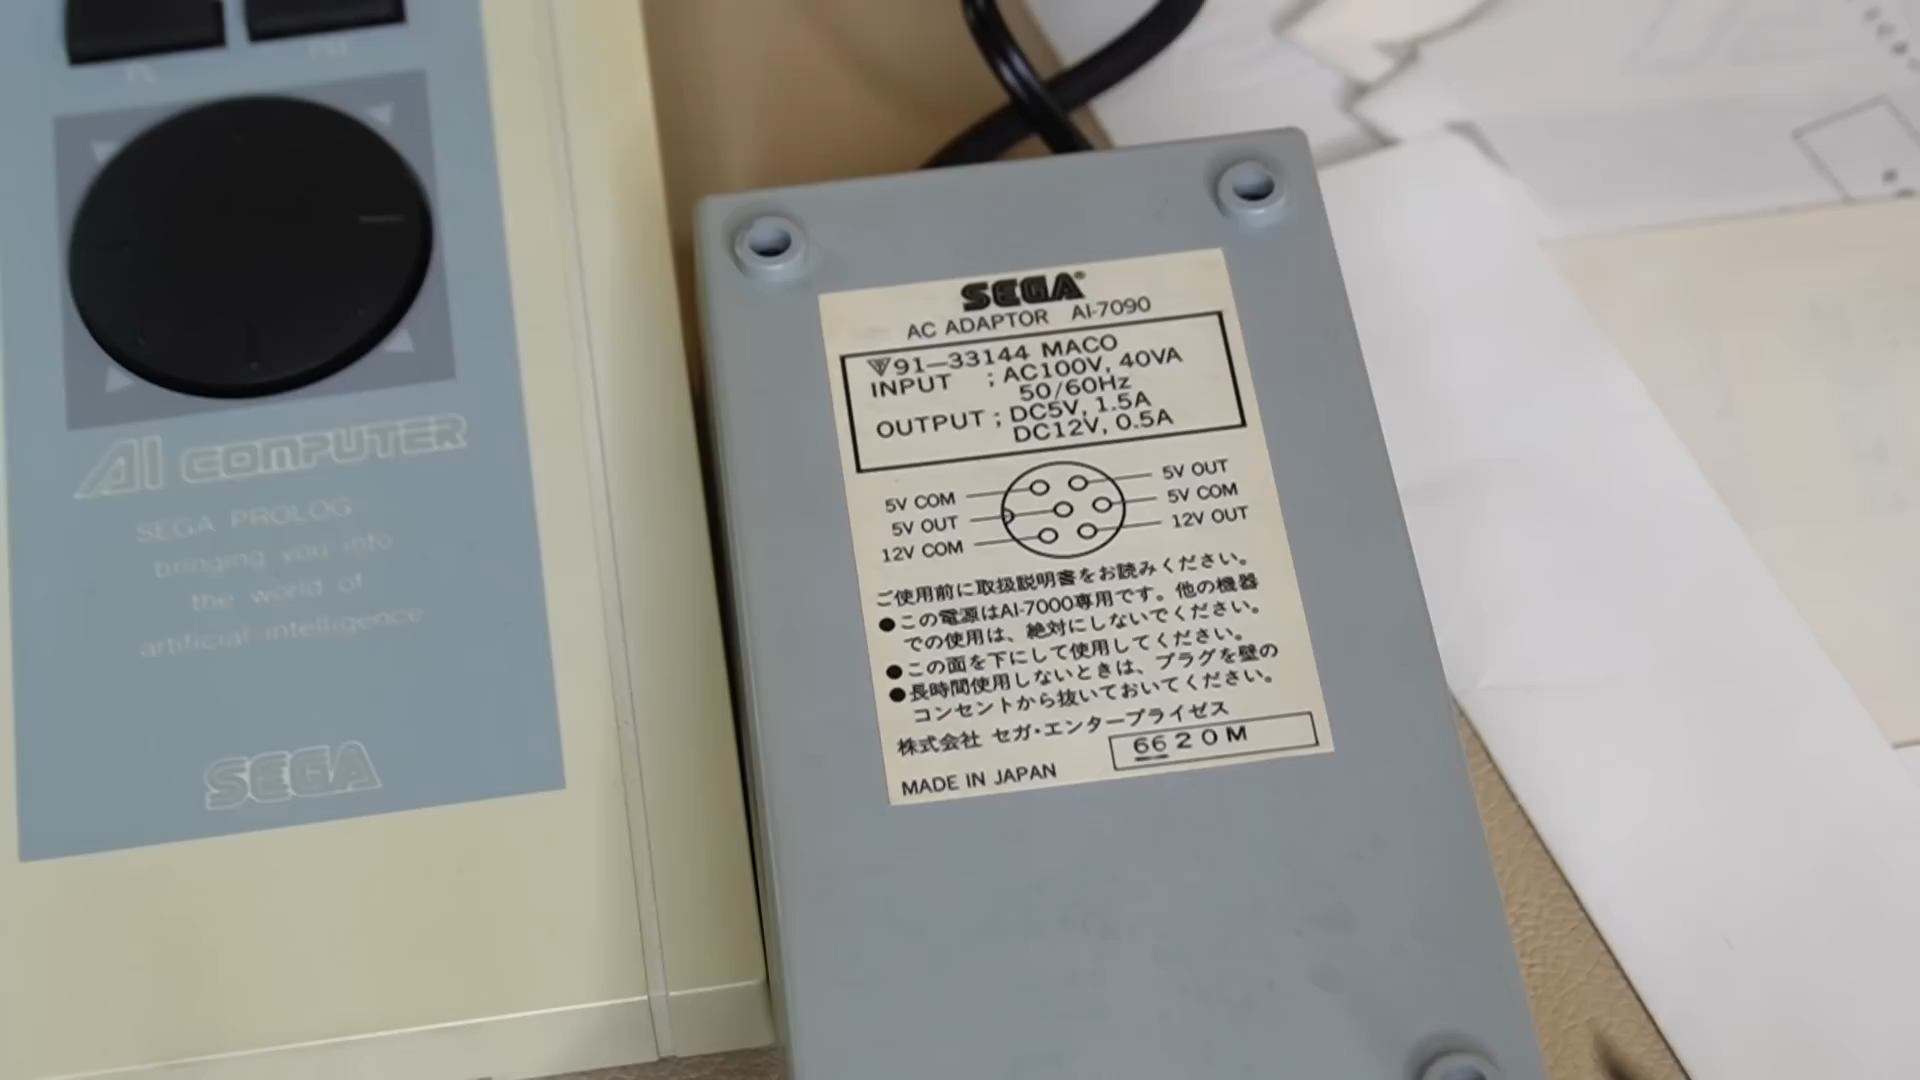 AI COMPUTER
SEGA PROLOG
bringing you into
the world of
artificial intelligence
SEGA
SEGA®
AC ADAPTOR AI-7090
91-33144 MACO
INPUT ; AC100V, 40VA
50/60Hz
OUTPUT ; DC5V, 1.5A
DC12V, 0.5A
5V COM
5V OUT
12V COM
5V OUT
5V COM
12V OUT
ご使用前に取扱説明書をお読みください。
●この電源はAI-7000専用です。他の機器
での使用は、絶対にしないでください。
●この面を下にして使用してください。
●長時間使用しないときは、プラグを壁の
コンセントから抜いておいてください。
株式会社 セガ・エンタープライゼス
6620M
MADE IN JAPAN